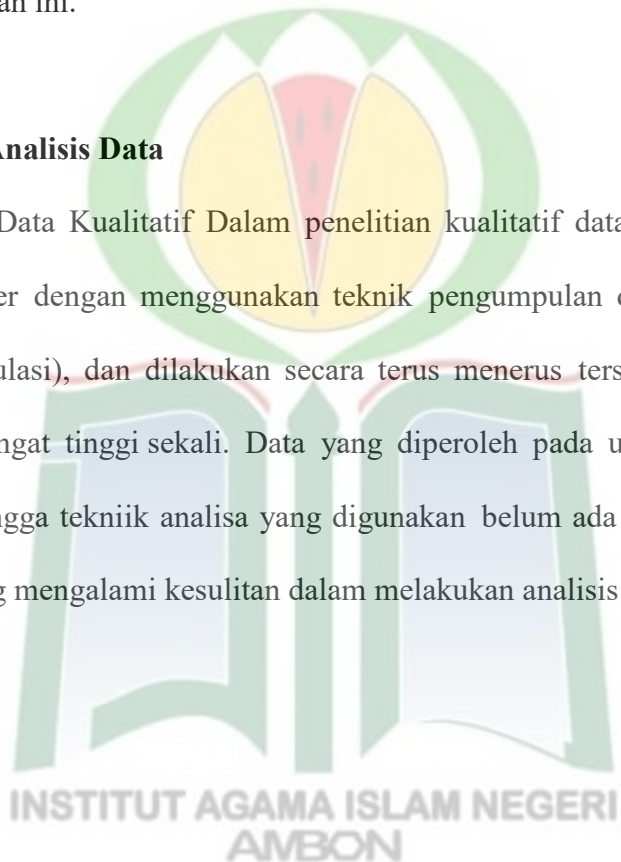 an ini.
Analisis Data
Data Kualitatif Dalam penelitian kualitatif data
er dengan menggunakan teknik pengumpulan
ulasi), dan dilakukan secara terus menerus ters
ngat tinggi sekali. Data yang diperoleh pada u
ngga tekniik analisa yang digunakan belum ada
g mengalami kesulitan dalam melakukan analisis
INSTITUT AGAMA ISLAM NEGERI
AMBON